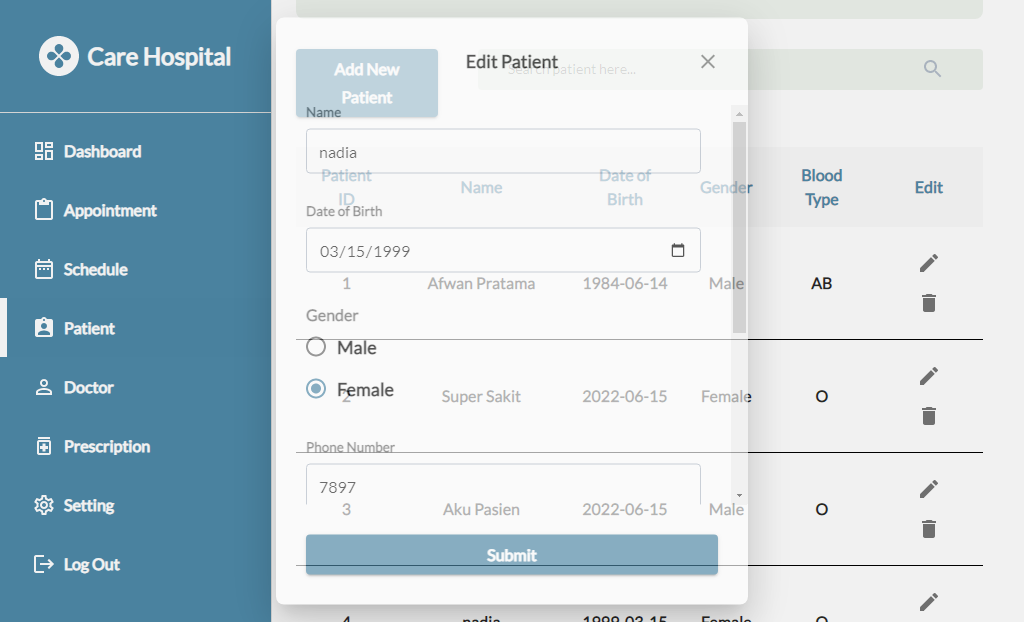 Care Hospital
Dashboard
Appointment
Schedule
Patient
Doctor
Prescription
Setting
Log Out
Edit Patient
Add New
Patient
Search patient here...
Name
nadia
Date of Birth
03/15/1999
Gender
Male
Female
Phone Number
7897
Submit
Patient
ID
Name
Date of
Birth
Gender
Blood
Type
Edit
1 Afwan Pratama 1984-06-14 Male AB
2 Super Sakit 2022-06-15 Female O
3 Aku Pasien 2022-06-15 Male O
4 nadia 1999-03-15 Female O